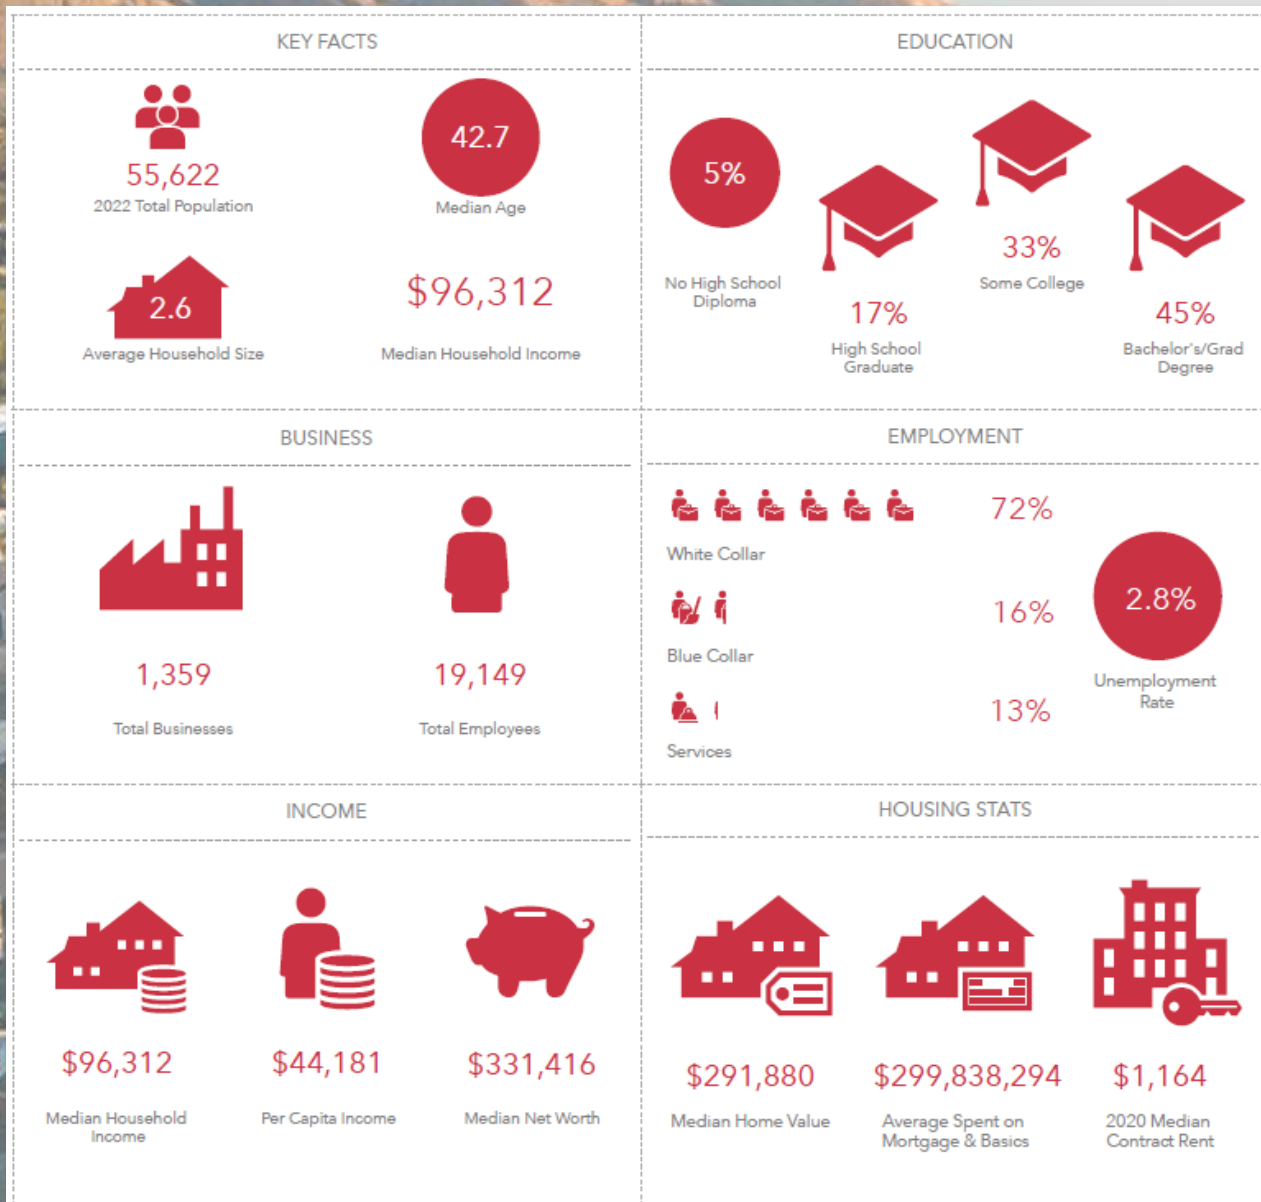 KEY FACTS
55,622
2022 Total Population
42.7
Median Age
2.6
Average Household Size
$96,312
Median Household Income
EDUCATION
5%
No High School
Diploma
17%
High School
Graduate
33%
Some College
45%
Bachelor's/Grad
Degree
BUSINESS
1,359
Total Businesses
19,149
Total Employees
EMPLOYMENT
72%
White Collar
16%
Blue Collar
13%
Services
2.8%
Unemployment
Rate
INCOME
$96,312
Median Household
Income
$44,181
Per Capita Income
$331,416
Median Net Worth
HOUSING STATS
$291,880
Median Home Value
$299,838,294
Average Spent on
Mortgage & Basics
$1,164
2020 Median
Contract Rent